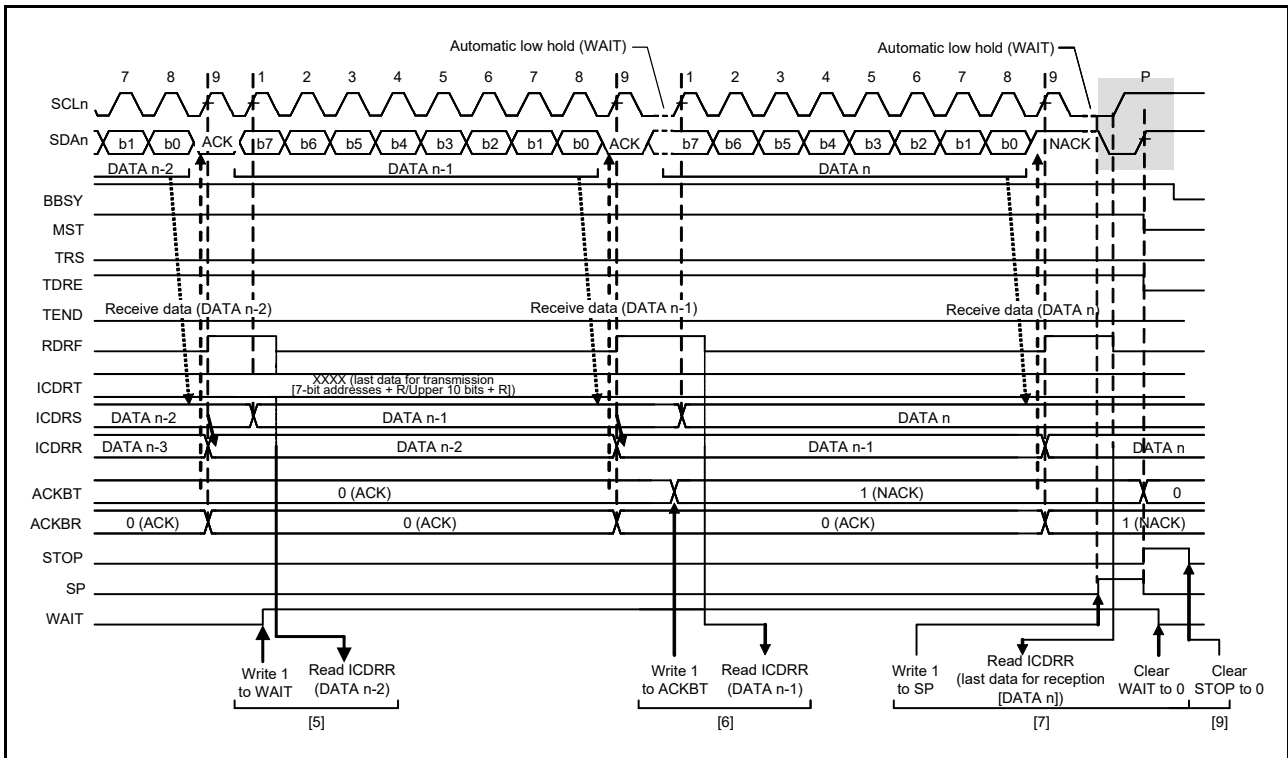 Automatic low hold (WAIT) Automatic low hold (WAIT)
7 8 9 1 2 3 4 5 6 7 8 9 1 2 3 4 5 6 7 8 9 P
SCLn
SDAn b1 b0 ACK b7 b6 b5 b4 b3 b2 b1 b0 ACK b7 b6 b5 b4 b3 b2 b1 b0 NACK
DATA n-2 DATA n-1 DATA n
BBSY
MST
TRS
TDRE
Receive data (DATA n-2) Receive data (DATA n-1) Receive data (DATA n)
TEND
RDRF
XXXX (last data for transmission
ICDRT [7-bit addresses + R/Upper 10 bits + R])
ICDRS DATA n-2 DATA n-1 DATA n
ICDRR DATA n-3 DATA n-2 DATA n-1 DATA n
ACKBT 0 (ACK) 1 (NACK) 0
ACKBR 0 (ACK) 0 (ACK) 0 (ACK) 1 (NACK)
STOP
SP
WAIT
Write 1 to WAIT
Read ICDRR (DATA n-2)
[5]
Write 1 to ACKBT
Read ICDRR (DATA n-1)
[6]
Write 1 to SP
Read ICDRR (last data for reception [DATA n])
Clear WAIT to 0
[7]
Clear STOP to 0
[9]